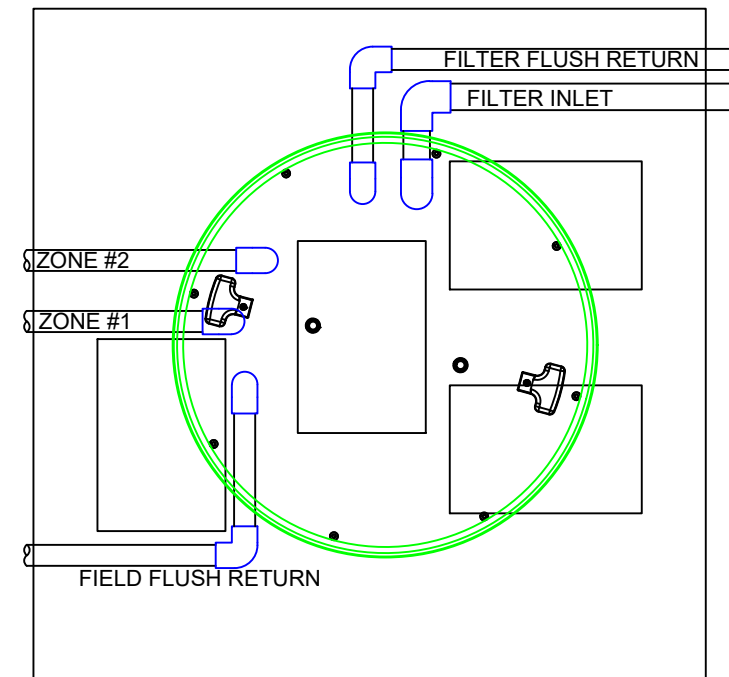 FILTER FLUSH RETURN
FILTER INLET
ZONE #2
ZONE #1
FIELD FLUSH RETURN